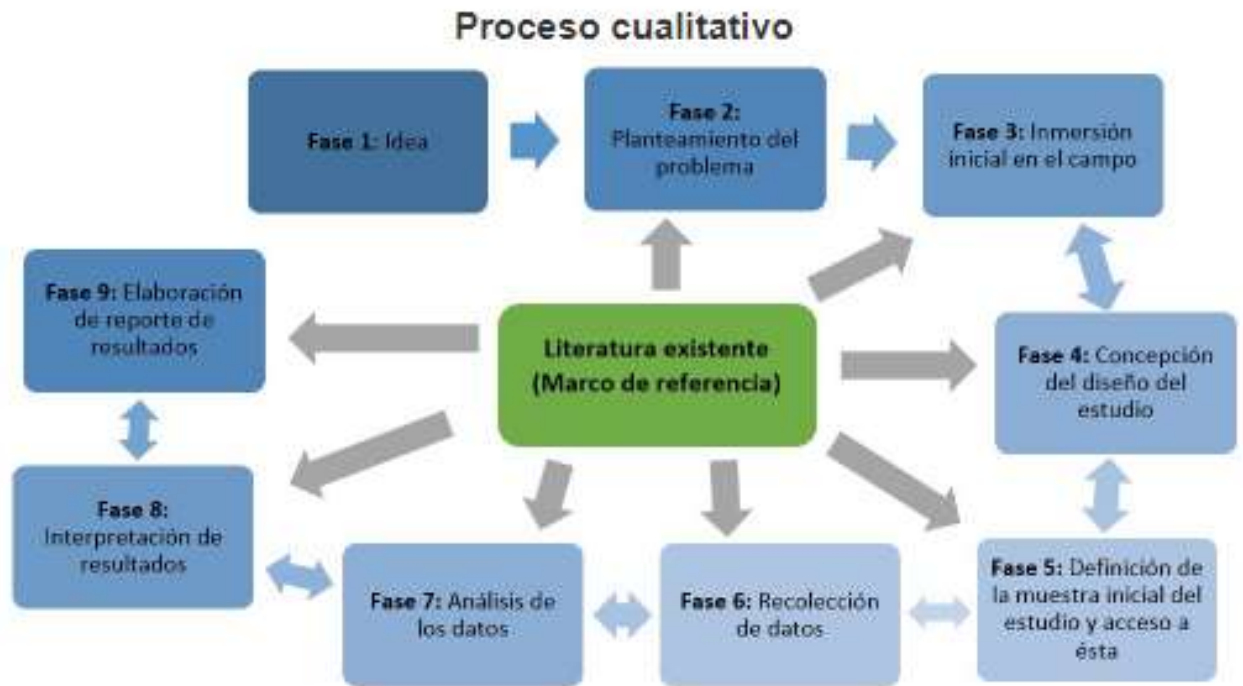 Proceso cualitativo
Fase 1: Idea
Fase 2:
Planteamiento del
problema
Fase 3: Inmersión
inicial en el campo
Fase 9: Elaboración
de reporte de
resultados
Literatura existente
(Marco de referencia)
Fase 4: Concepción
del diseño del
estudio
Fase 8:
Interpretación de
resultados
Fase 7: Análisis de
los datos
Fase 6: Recolección
de datos
Fase 5: Definición de
la muestra inicial del
estudio y acceso a
ésta